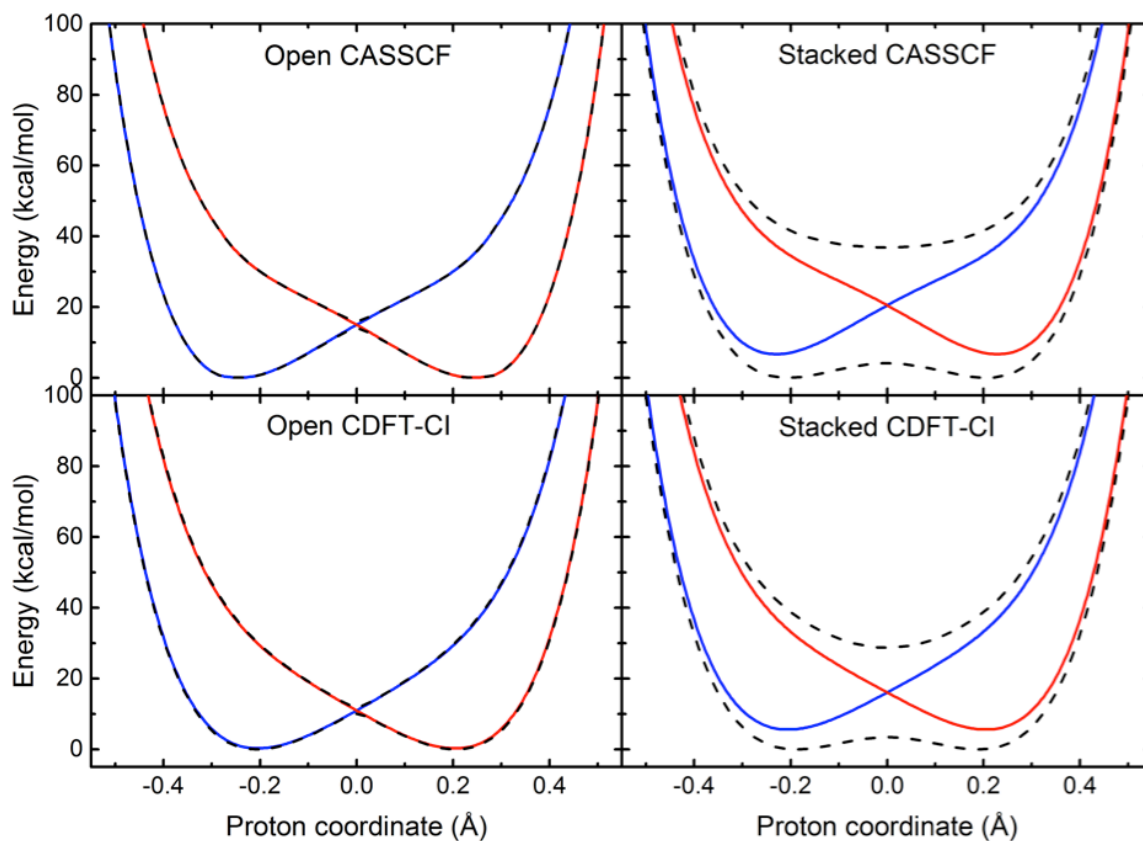 Open CASSCF
Stacked CASSCF
Energy (kcal/mol)
100
80
60
40
20
0
Open CDFT-CI
Stacked CDFT-CI
Energy (kcal/mol)
100
80
60
40
20
0
-0.4 -0.2 0.0 0.2 0.4
-0.4 -0.2 0.0 0.2 0.4
Proton coordinate (Å)
Proton coordinate (Å)